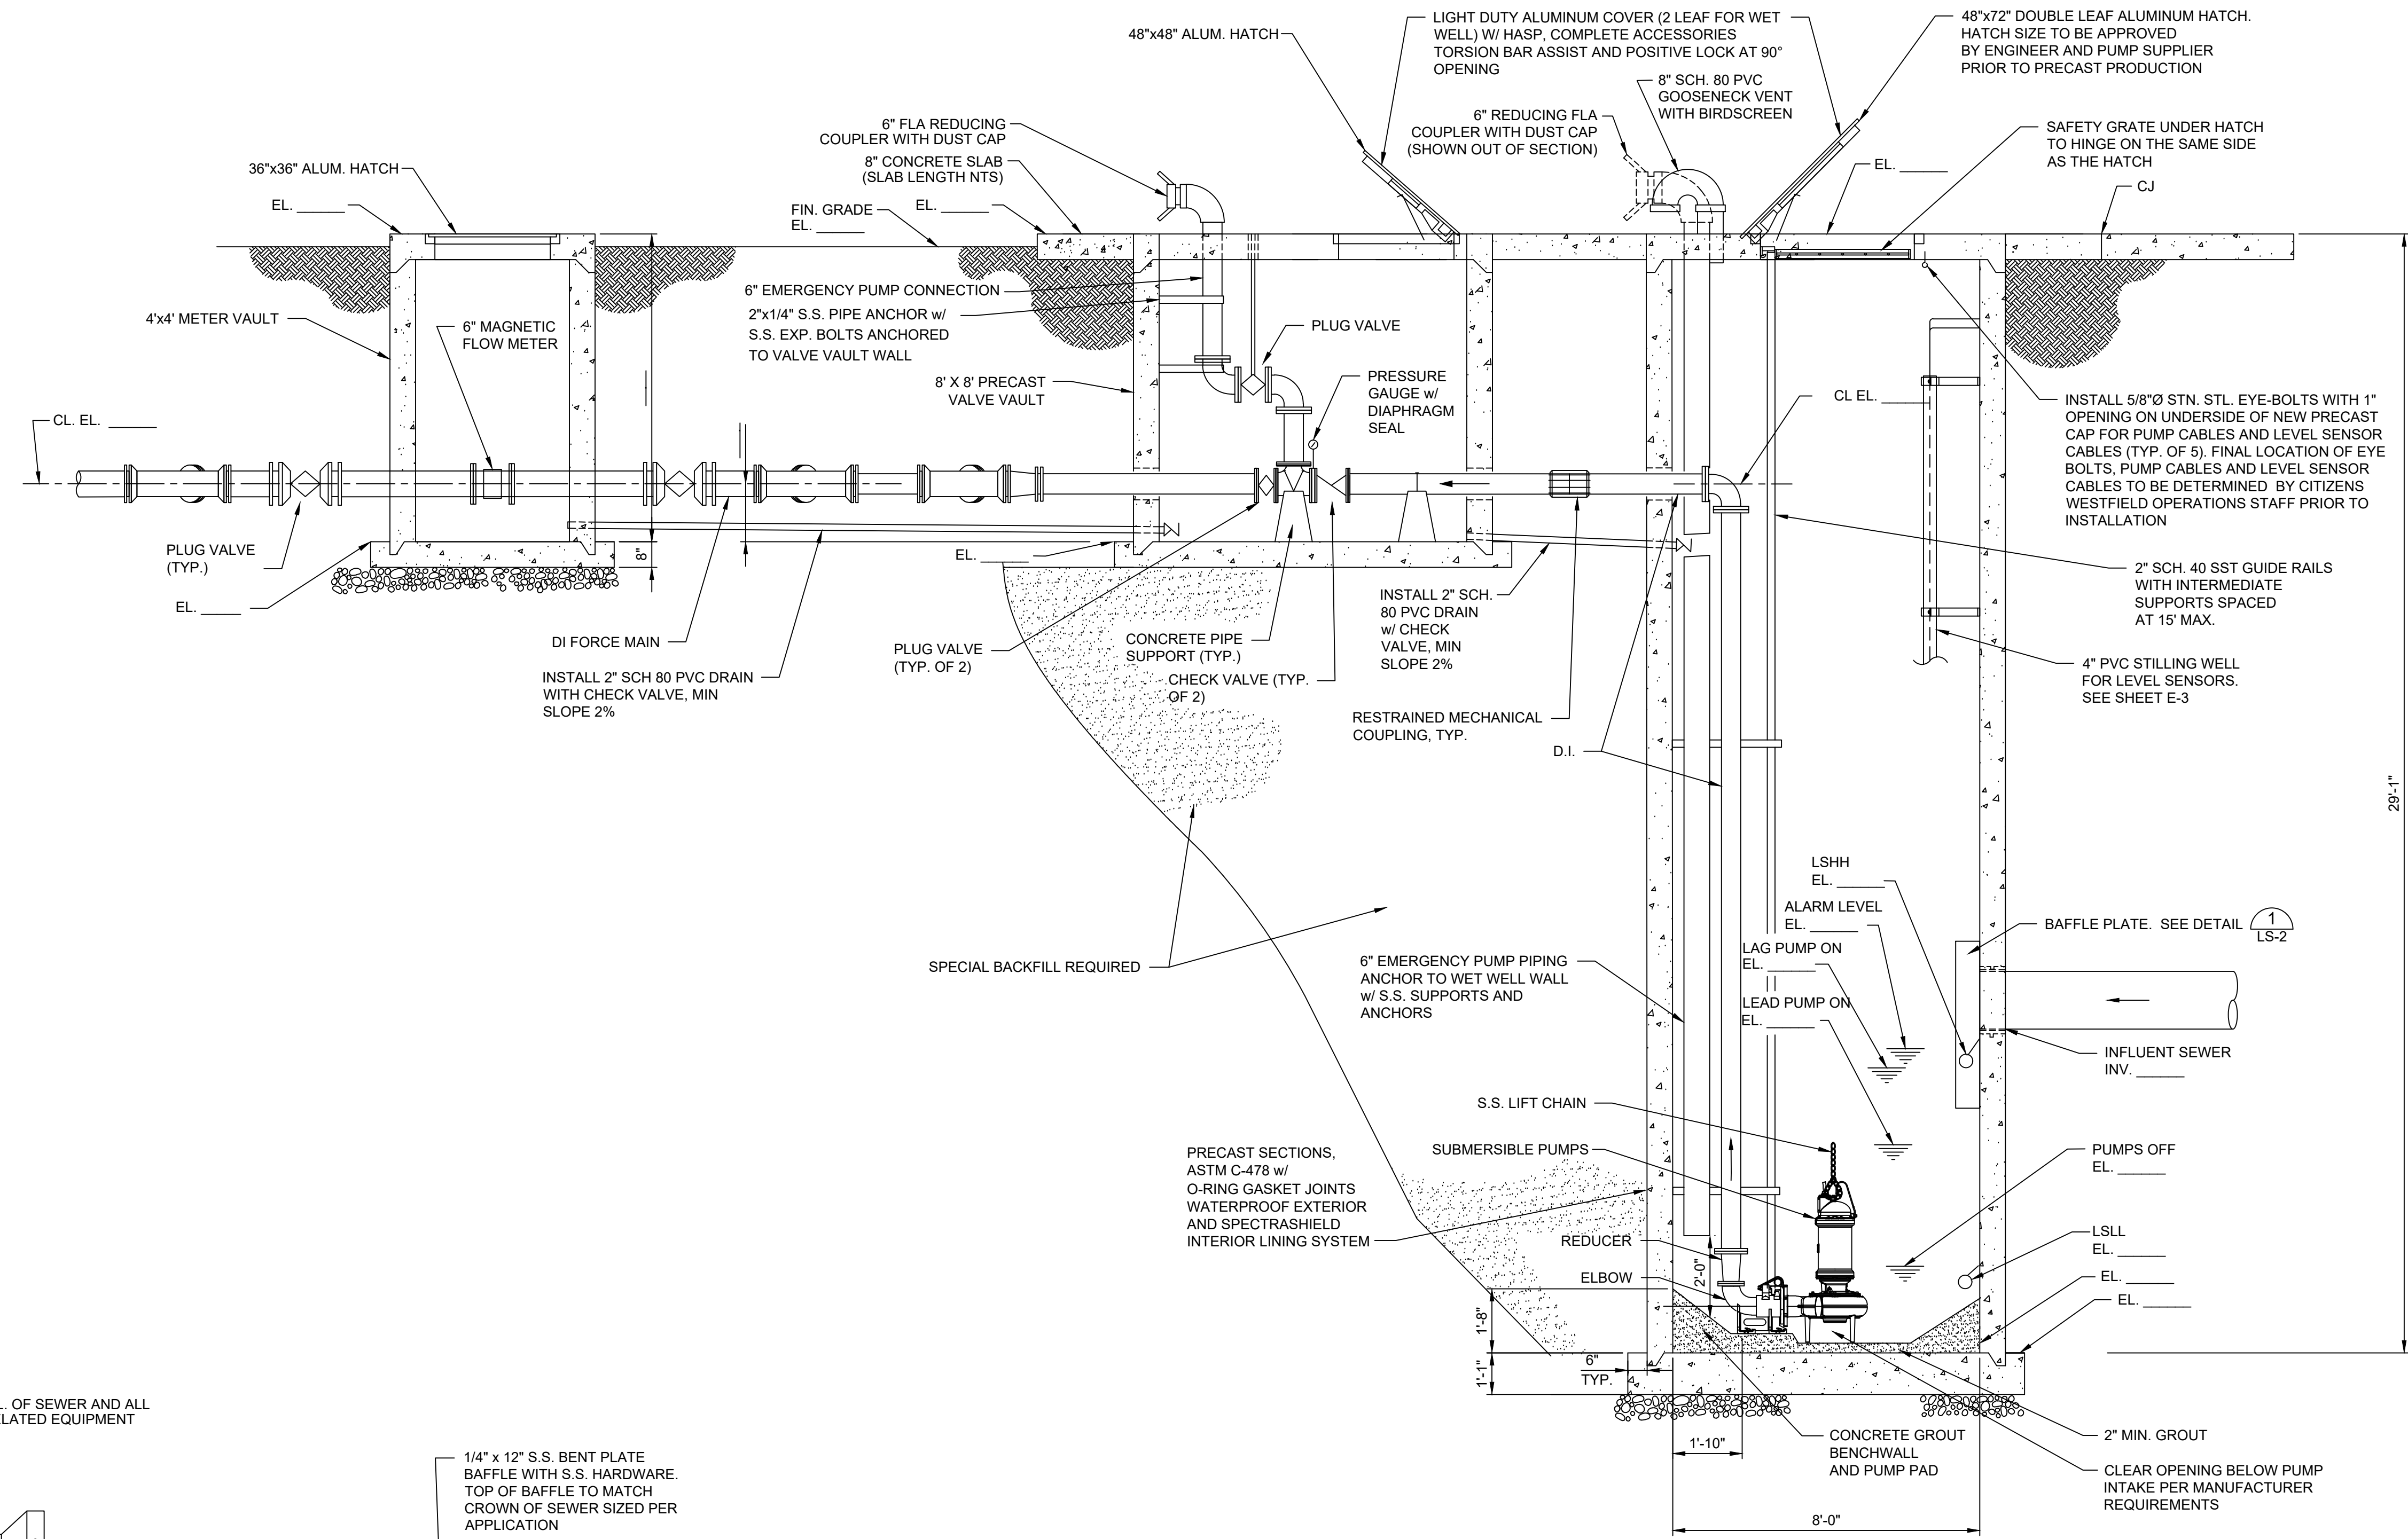 48"x48" ALUM. HATCH
LIGHT DUTY ALUMINUM COVER (2 LEAF FOR WET
WELL) W/ HASP, COMPLETE ACCESSORIES
TORSION BAR ASSIST AND POSITIVE LOCK AT 90°
OPENING
48"x72" DOUBLE LEAF ALUMINUM HATCH.
HATCH SIZE TO BE APPROVED
BY ENGINEER AND PUMP SUPPLIER
PRIOR TO PRECAST PRODUCTION
8" SCH. 80 PVC
GOOSENECK VENT
WITH BIRDSCREEN
6" REDUCING FLA
COUPLER WITH DUST CAP
(SHOWN OUT OF SECTION)
6" FLA REDUCING
COUPLER WITH DUST CAP
8" CONCRETE SLAB
(SLAB LENGTH NTS)
SAFETY GRATE UNDER HATCH
TO HINGE ON THE SAME SIDE
AS THE HATCH
36"x36" ALUM. HATCH
EL. ______
FIN. GRADE
EL. ______
EL. ______
EL. ______
CJ
4'x4' METER VAULT
6" MAGNETIC
FLOW METER
6" EMERGENCY PUMP CONNECTION
2"x1/4" S.S. PIPE ANCHOR w/
S.S. EXP. BOLTS ANCHORED
TO VALVE VAULT WALL
8' X 8' PRECAST
VALVE VAULT
PLUG VALVE
PRESSURE
GAUGE w/
DIAPHRAGM
SEAL
CL EL. ______
INSTALL 5/8"Ø STN. STL. EYE-BOLTS WITH 1"
OPENING ON UNDERSIDE OF NEW PRECAST
CAP FOR PUMP CABLES AND LEVEL SENSOR
CABLES (TYP. OF 5). FINAL LOCATION OF EYE
BOLTS, PUMP CABLES AND LEVEL SENSOR
CABLES TO BE DETERMINED BY CITIZENS
WESTFIELD OPERATIONS STAFF PRIOR TO
INSTALLATION
CL. EL. ______
PLUG VALVE
(TYP.)
8"
EL. _____
EL. ______
DI FORCE MAIN
INSTALL 2" SCH 80 PVC DRAIN
WITH CHECK VALVE, MIN
SLOPE 2%
PLUG VALVE
(TYP. OF 2)
CONCRETE PIPE
SUPPORT (TYP.)
CHECK VALVE (TYP.
OF 2)
INSTALL 2" SCH.
80 PVC DRAIN
w/ CHECK
VALVE, MIN
SLOPE 2%
RESTRAINED MECHANICAL
COUPLING, TYP.
D.I.
2" SCH. 40 SST GUIDE RAILS
WITH INTERMEDIATE
SUPPORTS SPACED
AT 15' MAX.
4" PVC STILLING WELL
FOR LEVEL SENSORS.
SEE SHEET E-3
29'-1"
SPECIAL BACKFILL REQUIRED
LSHH
EL. ______
ALARM LEVEL
EL. ______
LAG PUMP ON
EL. ______
LEAD PUMP ON
EL. ______
BAFFLE PLATE. SEE DETAIL
1
LS-2
6" EMERGENCY PUMP PIPING
ANCHOR TO WET WELL WALL
w/ S.S. SUPPORTS AND
ANCHORS
INFLUENT SEWER
INV. ______
S.S. LIFT CHAIN
SUBMERSIBLE PUMPS
PRECAST SECTIONS,
ASTM C-478 w/
O-RING GASKET JOINTS
WATERPROOF EXTERIOR
AND SPECTRASHIELD
INTERIOR LINING SYSTEM
PUMPS OFF
EL. ______
REDUCER
ELBOW
2'-0"
LSLL
EL. ______
EL. ______
EL. ______
1'-8"
1'-1"
6"
TYP.
1'-10"
CONCRETE GROUT
BENCHWALL
AND PUMP PAD
2" MIN. GROUT
CLEAR OPENING BELOW PUMP
INTAKE PER MANUFACTURER
REQUIREMENTS
8'-0"
L. OF SEWER AND ALL
ELATED EQUIPMENT
1/4" x 12" S.S. BENT PLATE
BAFFLE WITH S.S. HARDWARE.
TOP OF BAFFLE TO MATCH
CROWN OF SEWER SIZED PER
APPLICATION